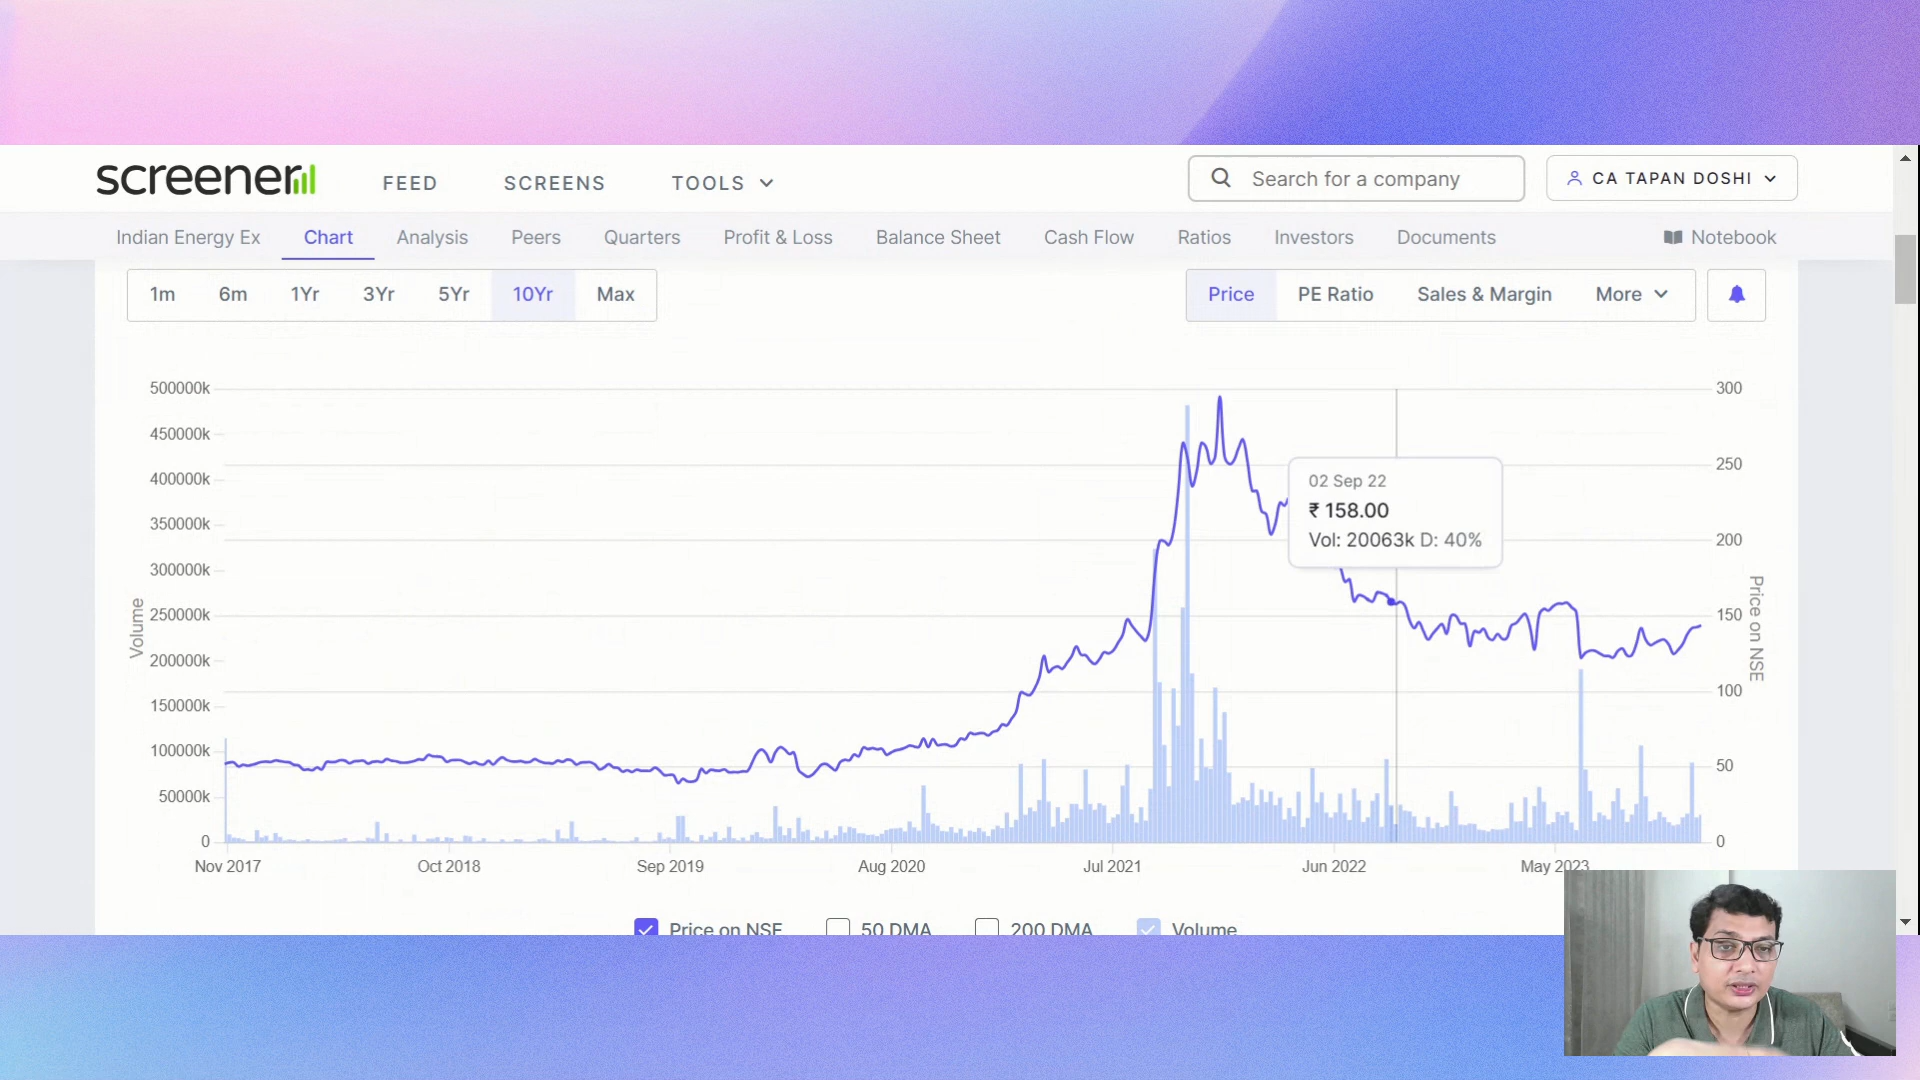 screener
FEED
SCREENS
TOOLS
Search for a company
CA TAPAN DOSHI
Indian Energy Ex
Chart
Analysis
Peers
Quarters
Profit & Loss
Balance Sheet
Cash Flow
Ratios
Investors
Documents
Notebook
1m
6m
1Yr
3Yr
5Yr
10Yr
Max
Price
PE Ratio
Sales & Margin
More
500000k
450000k
400000k
350000k
300000k
250000k
200000k
150000k
100000k
50000k
0
Volume
300
250
200
150
100
50
0
Price on NSE
02 Sep 22
₹ 158.00
Vol: 20063k D: 40%
Nov 2017
Oct 2018
Sep 2019
Aug 2020
Jul 2021
Jun 2022
May 2023
Price on NSE
50 DMA
200 DMA
Volume